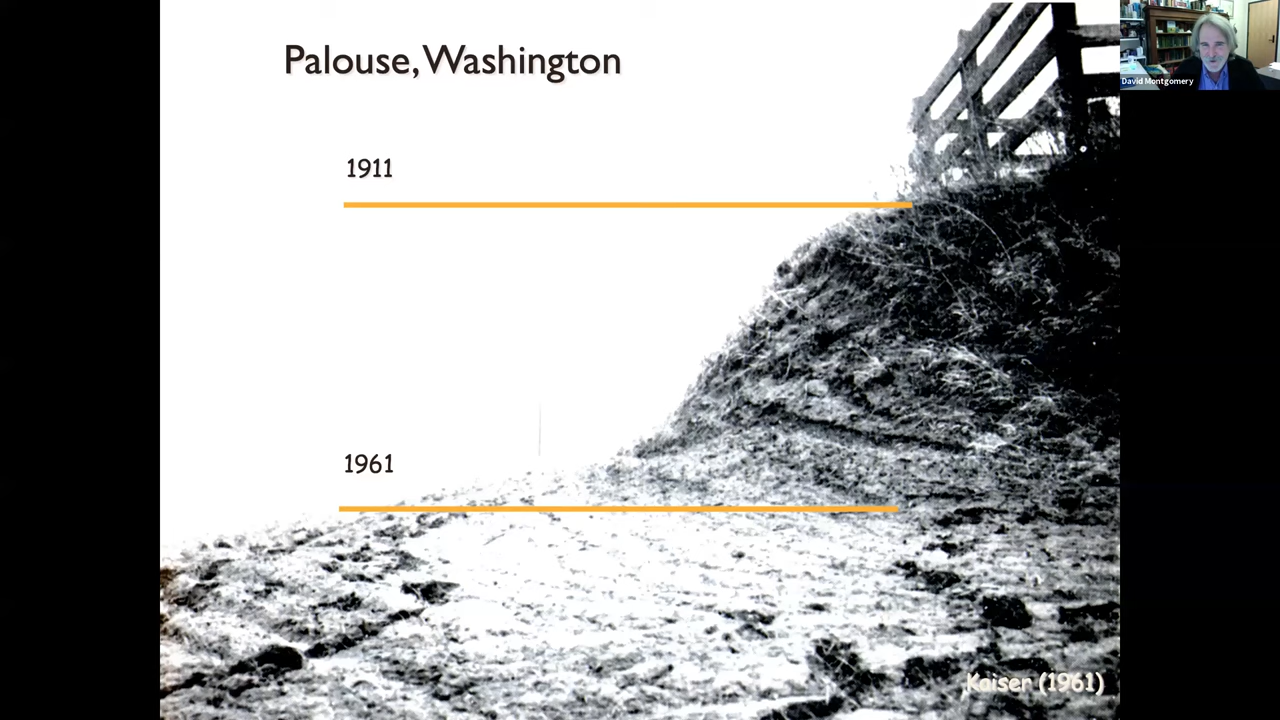 Palouse, Washington
David Montgomery
1911
1961
Kaiser (1961)